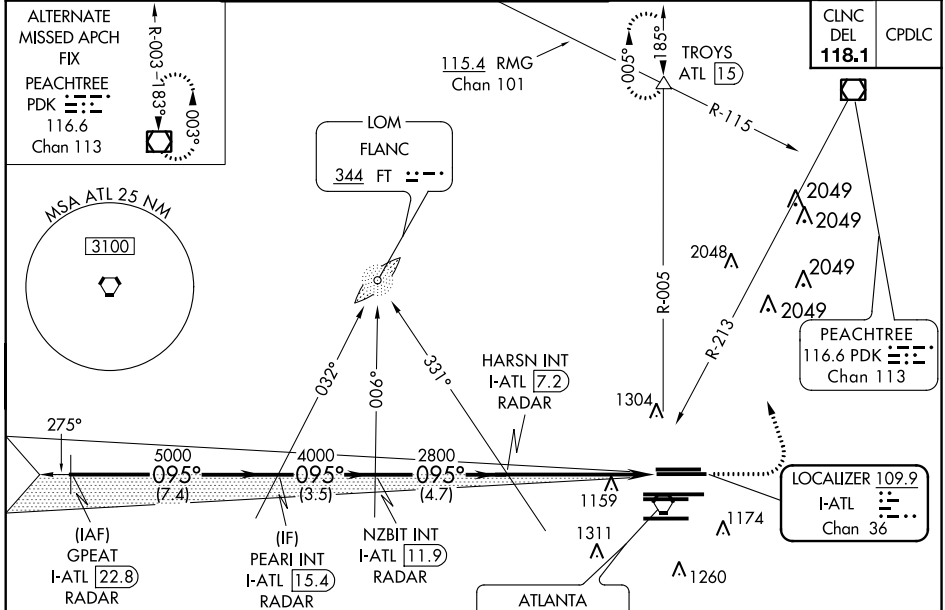 ALTERNATE
MISSED APCH
FIX
PEACHTREE
PDK
116.6
Chan 113
R-003
183°
003°
115.4 RMG
Chan 101
005°
185°
TROYS
ATL 15
CLNC
DEL
118.1
CPDLC
R-115
LOM
FLANC
344 FT
MSA ATL 25 NM
3100
2049
2049
2048
2049
2049
R-005
R-213
PEACHTREE
116.6 PDK
Chan 113
032°
006°
331°
HARSN INT
I-ATL 7.2
RADAR
1304
275°
5000
095°
(7.4)
4000
095°
(3.5)
2800
095°
(4.7)
1159
LOCALIZER 109.9
I-ATL
Chan 36
(IAF)
GPEAT
I-ATL 22.8
RADAR
(IF)
PEARI INT
I-ATL 15.4
RADAR
NZBIT INT
I-ATL 11.9
RADAR
1311
1174
1260
ATLANTA